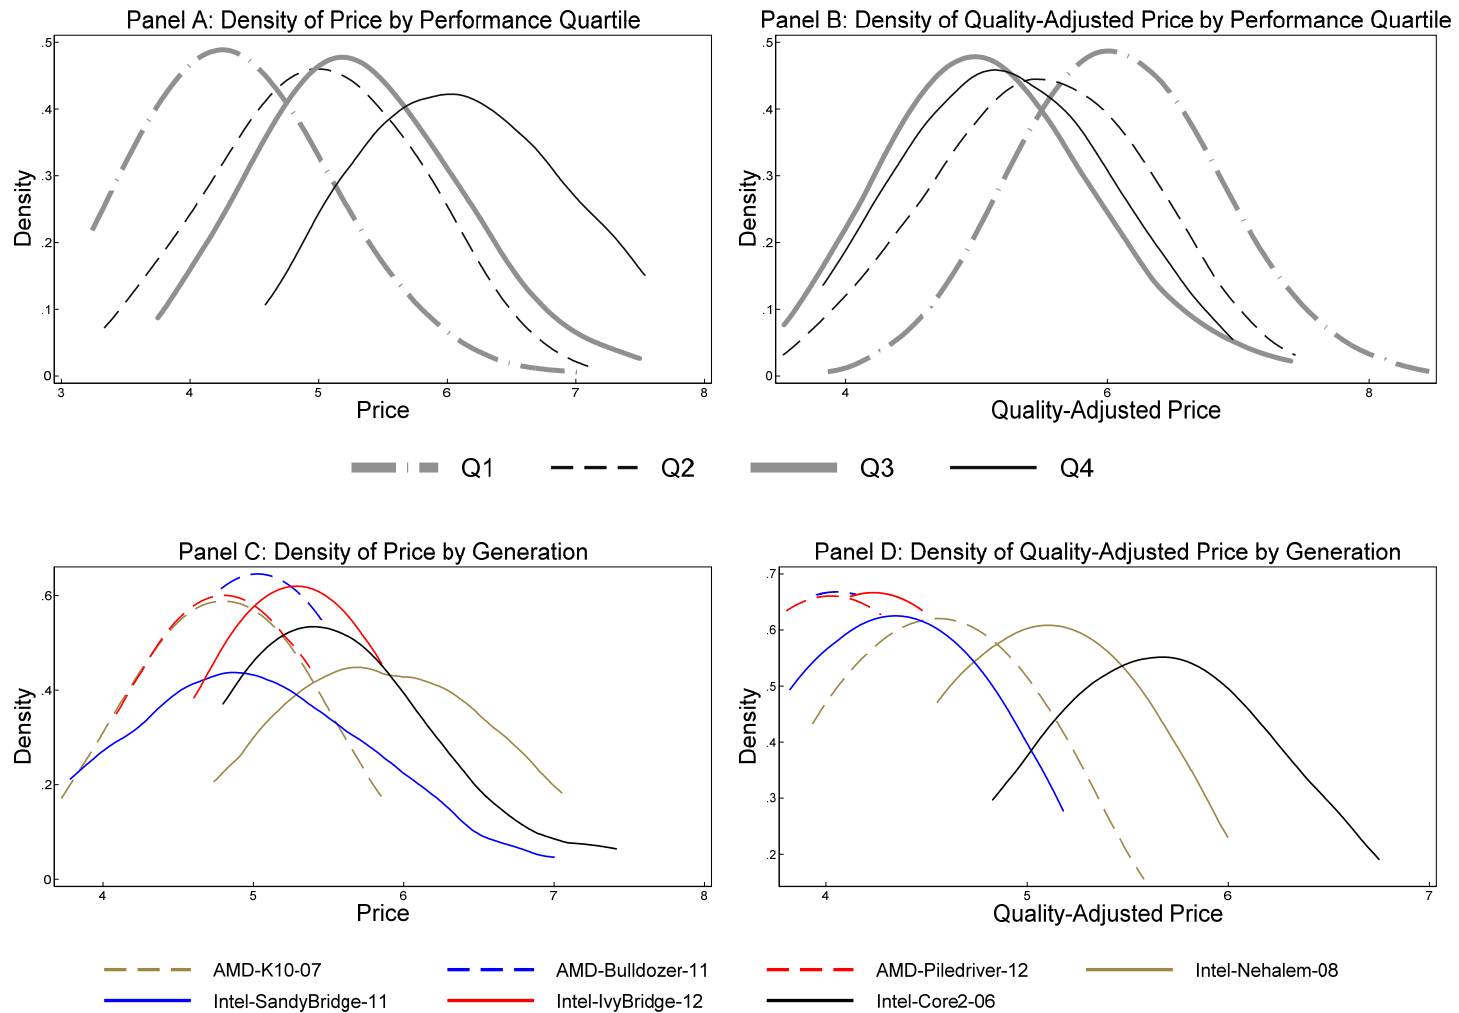 Panel A: Density of Price by Performance Quartile
Panel B: Density of Quality-Adjusted Price by Performance Quartile
.5
.4
.3
.2
.1
0
Density
3 4 5 6 7 8
Price
.5
.4
.3
.2
.1
0
Density
4 6 8
Quality-Adjusted Price
Q1 Q2 Q3 Q4
Panel C: Density of Price by Generation
Panel D: Density of Quality-Adjusted Price by Generation
.6
.4
.2
0
Density
4 5 6 7 8
Price
.7
.6
.5
.4
.3
.2
Density
4 5 6 7
Quality-Adjusted Price
AMD-K10-07 AMD-Bulldozer-11 AMD-Piledriver-12 Intel-Nehalem-08
Intel-SandyBridge-11 Intel-IvyBridge-12 Intel-Core2-06